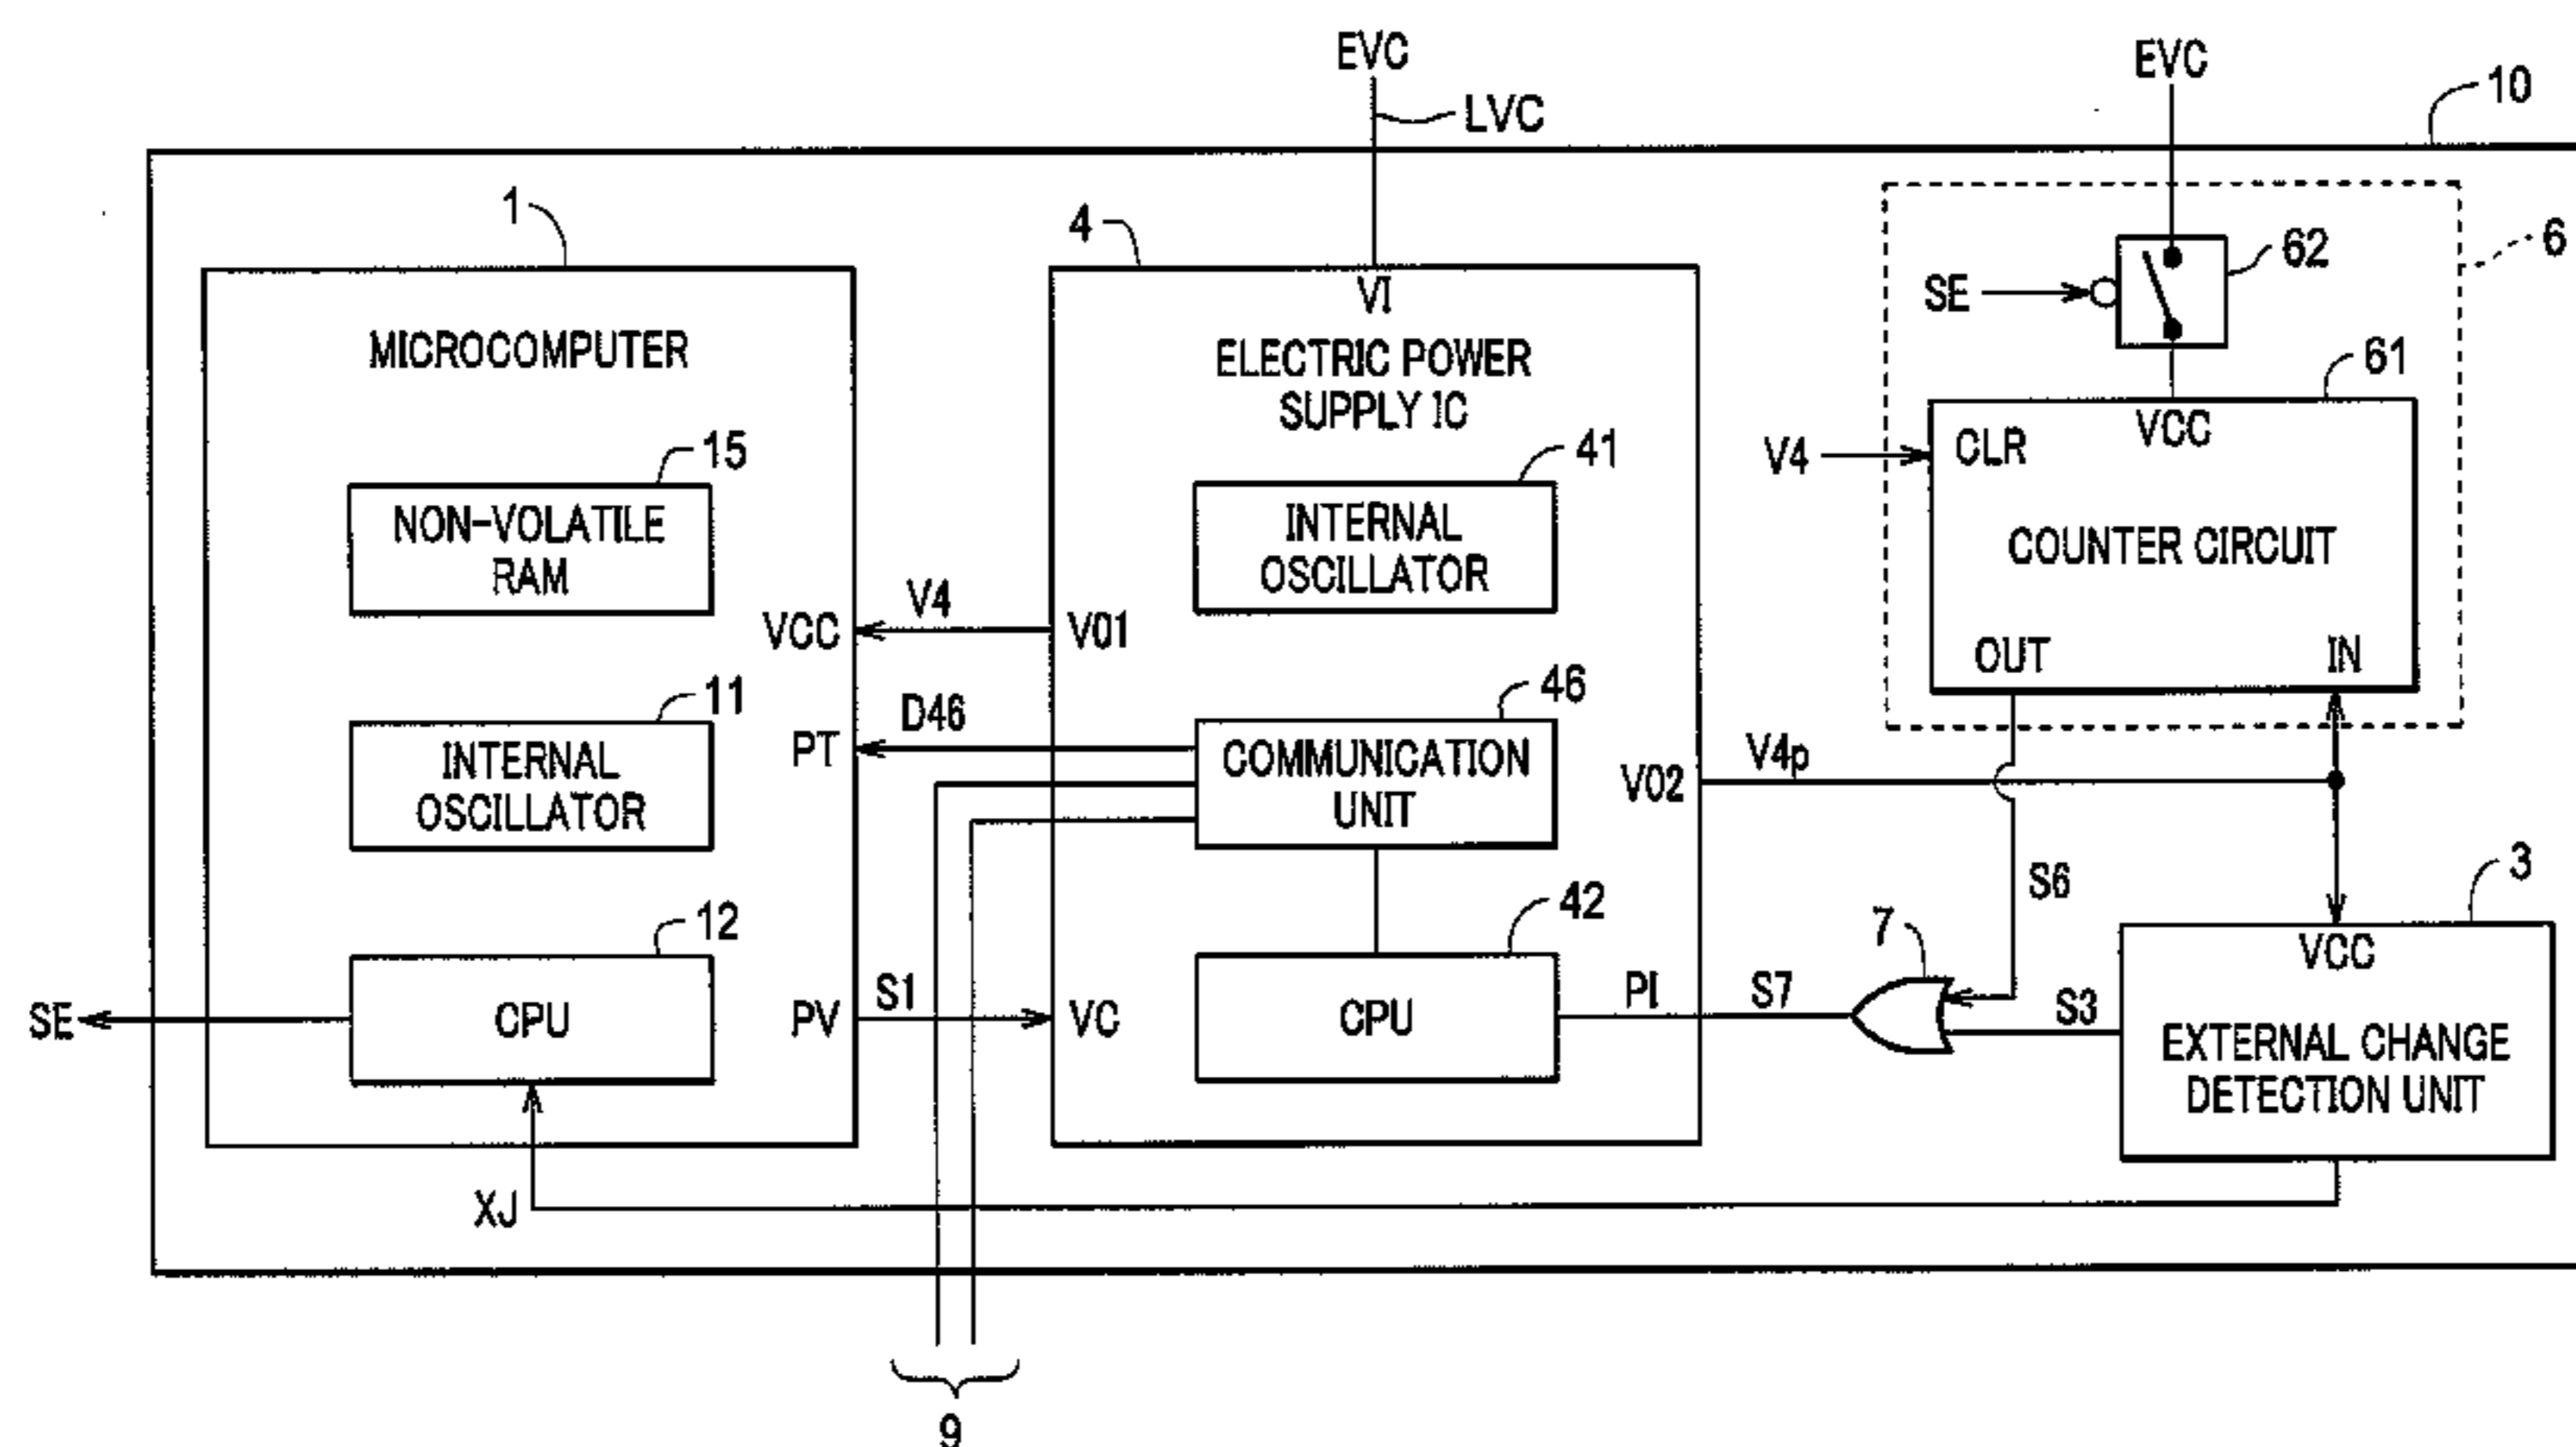 EVC
EVC
LVC
10
1
4
6
VI
62
SE
MICROCOMPUTER
ELECTRIC POWER
SUPPLY IC
61
VCC
CLR
V4
15
41
NON-VOLATILE
RAM
INTERNAL
OSCILLATOR
COUNTER CIRCUIT
V4
VCC
V01
OUT
IN
11
D46
46
INTERNAL
OSCILLATOR
PT
COMMUNICATION
UNIT
V4p
V02
3
S6
12
42
7
VCC
CPU
PV
S1
VC
CPU
PI
S7
S3
SE
EXTERNAL CHANGE
DETECTION UNIT
XJ
9